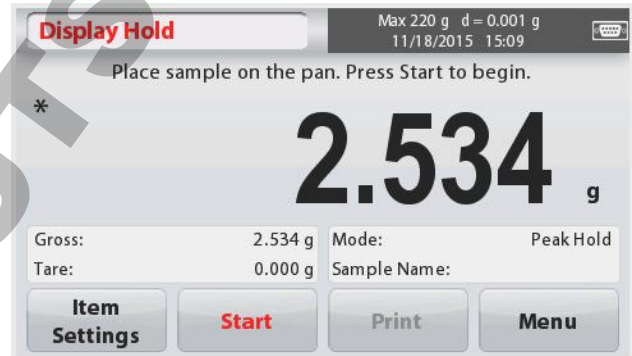 Display Hold
Max 220 g d = 0.001 g
11/18/2015 15:09
Place sample on the pan. Press Start to begin.
*
2.534 g
Gross: 2.534 g
Tare: 0.000 g
Mode: Peak Hold
Sample Name:
Item
Settings
Start
Print
Menu